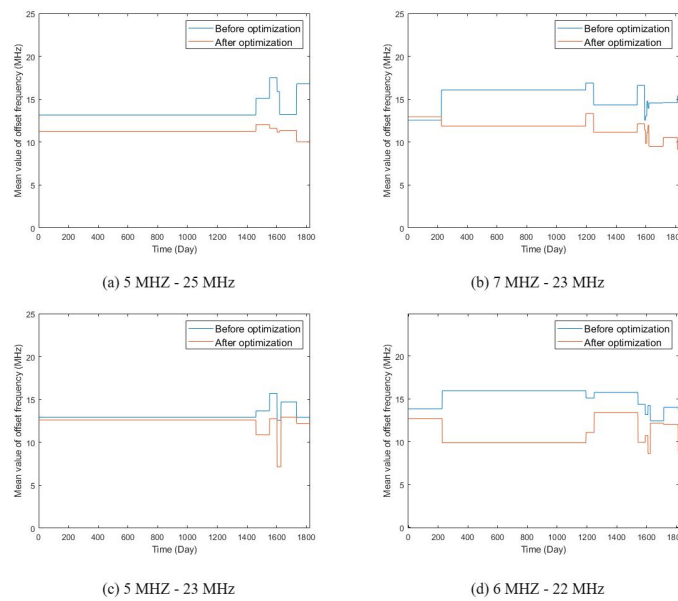 25
20
15
10
5
0
Mean value of offset frequency (MHz)
Before optimization
After optimization
0 200 400 600 800 1000 1200 1400 1600 1800
Time (Day)
(a) 5 MHZ - 25 MHz
25
20
15
10
5
0
Mean value of offset frequency (MHz)
Before optimization
After optimization
0 200 400 600 800 1000 1200 1400 1600 1800
Time (Day)
(b) 7 MHZ - 23 MHz
25
20
15
10
5
0
Mean value of offset frequency (MHz)
Before optimization
After optimization
0 200 400 600 800 1000 1200 1400 1600 1800
Time (Day)
(c) 5 MHZ - 23 MHz
20
15
10
5
0
Mean value of offset frequency (MHz)
Before optimization
After optimization
0 200 400 600 800 1000 1200 1400 1600 1800
Time (Day)
(d) 6 MHZ - 22 MHz